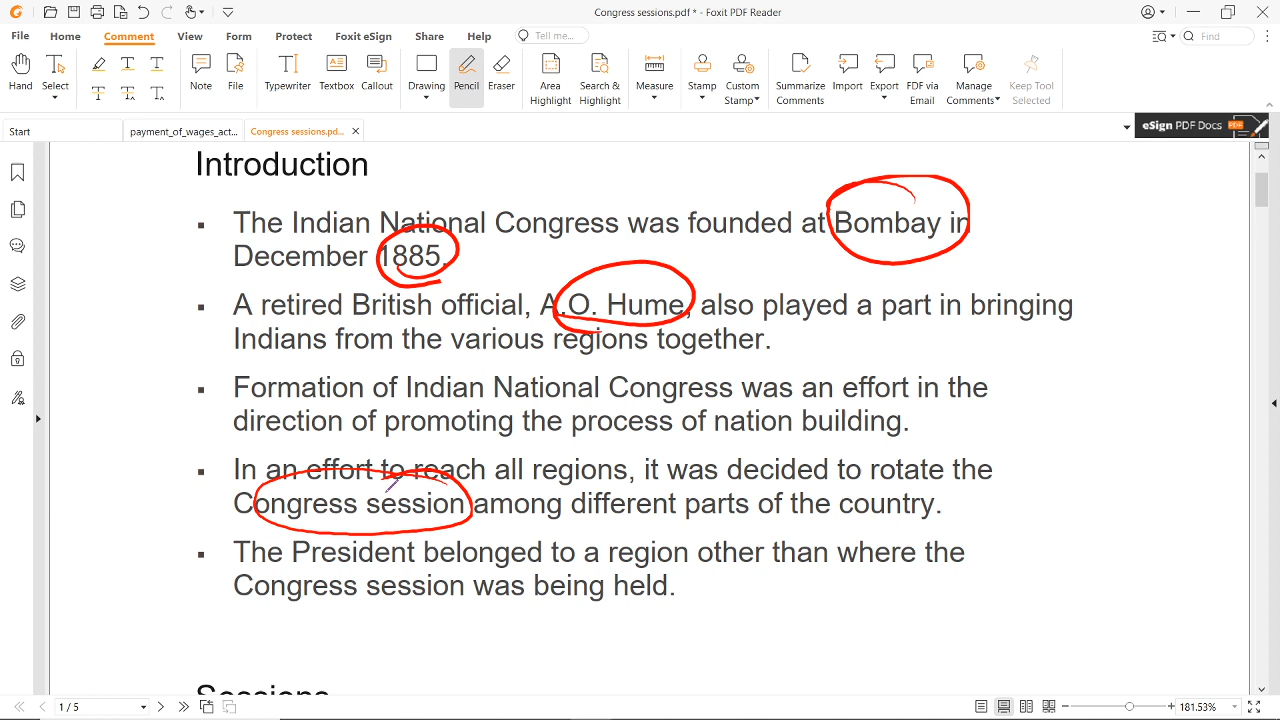 Congress sessions.pdf * - Foxit PDF Reader
File Home Comment View Form Protect Foxit eSign Share Help Tell me... Find
Hand Select Note File Typewriter Textbox Callout Drawing Pencil Eraser Area Highlight Search & Highlight Measure Stamp Custom Stamp Summarize Comments Import Export FDF via Email Manage Comments Keep Tool Selected
Start payment_of_wages_act... Congress sessions.pd... eSign PDF Docs
Introduction
▪ The Indian National Congress was founded at Bombay in
December 1885.
▪ A retired British official, A.O. Hume, also played a part in bringing
Indians from the various regions together.
▪ Formation of Indian National Congress was an effort in the
direction of promoting the process of nation building.
▪ In an effort to reach all regions, it was decided to rotate the
Congress session among different parts of the country.
▪ The President belonged to a region other than where the
Congress session was being held.
Sessions
1 / 5 181.53%